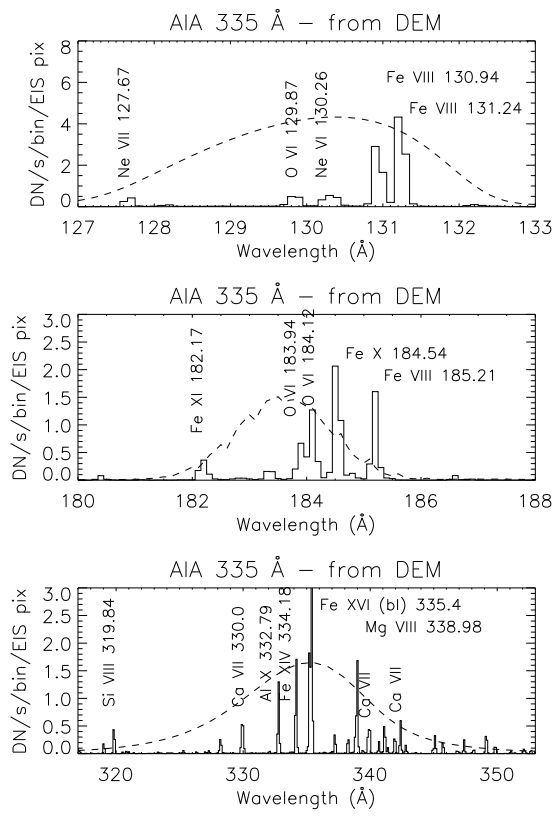 AIA 335 Å – from DEM
DN/s/bin/EIS pix
8
6
4
2
0
Ne VII 127.67
O VI 129.87
Ne VI 130.26
Fe VIII 130.94
Fe VIII 131.24
127 128 129 130 131 132 133
Wavelength (Å)
AIA 335 Å – from DEM
DN/s/bin/EIS pix
3.0
2.5
2.0
1.5
1.0
0.5
0.0
Fe XI 182.17
O VI 183.94
O VI 184.12
Fe X 184.54
Fe VIII 185.21
180 182 184 186 188
Wavelength (Å)
AIA 335 Å – from DEM
DN/s/bin/EIS pix
3.0
2.5
2.0
1.5
1.0
0.5
0.0
Si VIII 319.84
Ca VII 330.0
Al X 332.79
Fe XIV 334.18
Fe XVI (bl) 335.4
Mg VIII 338.98
Ca VII
Ca VII
320 330 340 350
Wavelength (Å)